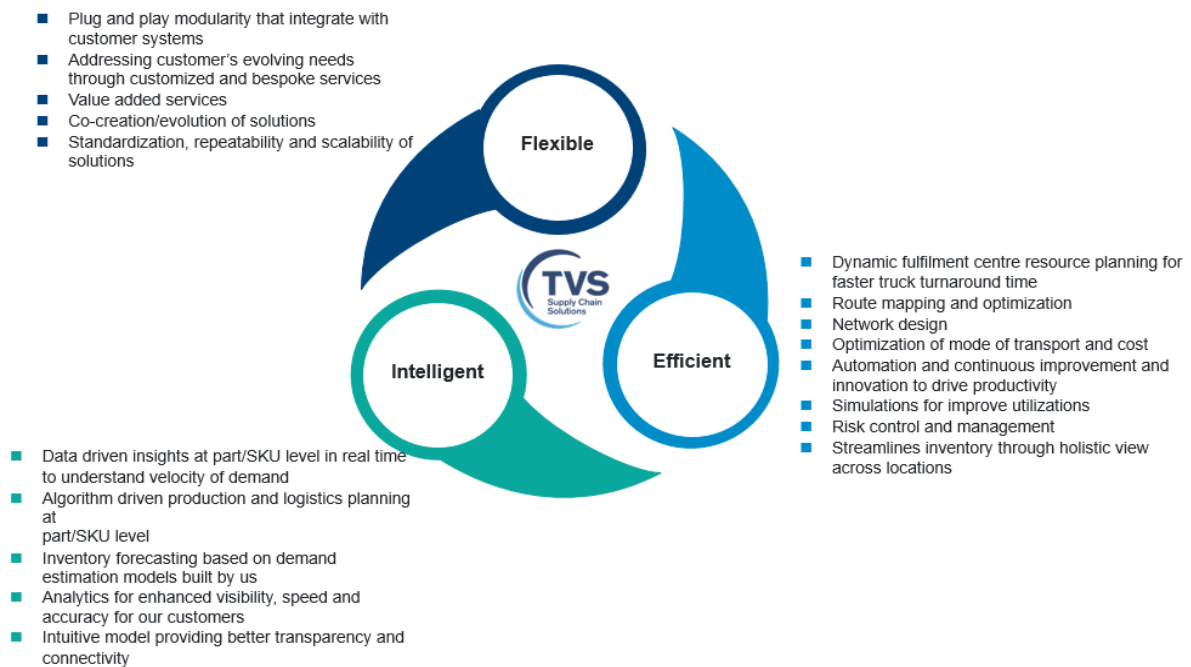 Plug and play modularity that integrate with
customer systems
Addressing customer’s evolving needs
through customized and bespoke services
Value added services
Co-creation/evolution of solutions
Standardization, repeatability and scalability of
solutions
Flexible
TVS
Supply Chain
Solutions
Intelligent
Efficient
Dynamic fulfilment centre resource planning for
faster truck turnaround time
Route mapping and optimization
Network design
Optimization of mode of transport and cost
Automation and continuous improvement and
innovation to drive productivity
Simulations for improve utilizations
Risk control and management
Streamlines inventory through holistic view
across locations
Data driven insights at part/SKU level in real time
to understand velocity of demand
Algorithm driven production and logistics planning
at
part/SKU level
Inventory forecasting based on demand
estimation models built by us
Analytics for enhanced visibility, speed and
accuracy for our customers
Intuitive model providing better transparency and
connectivity